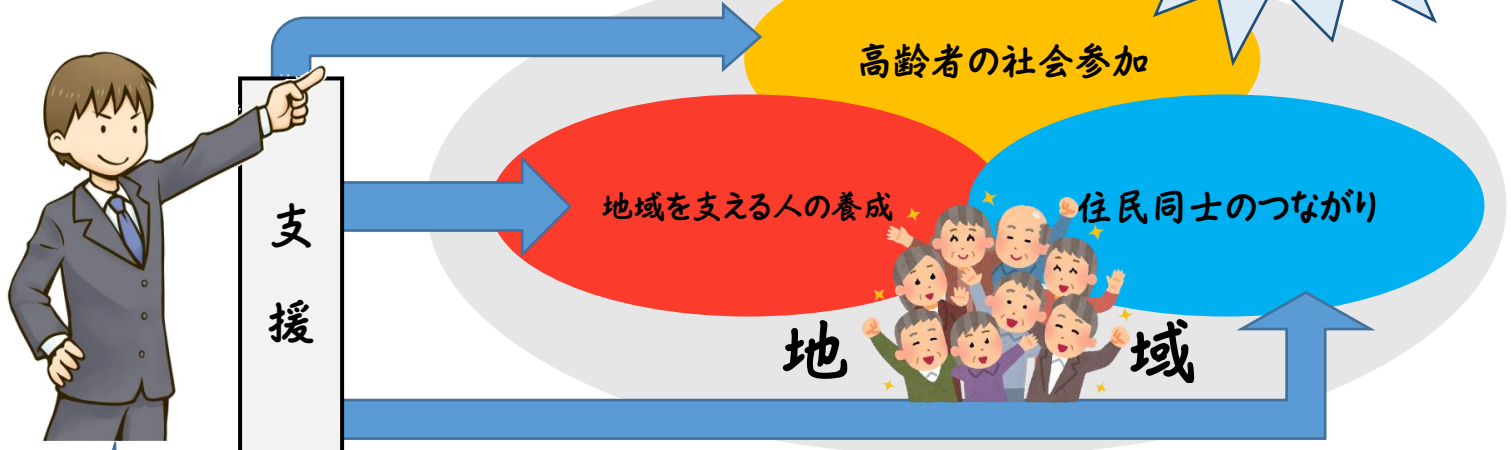 高齢者の社会参加
地域を支える人の養成
住民同士のつながり
支援
地域